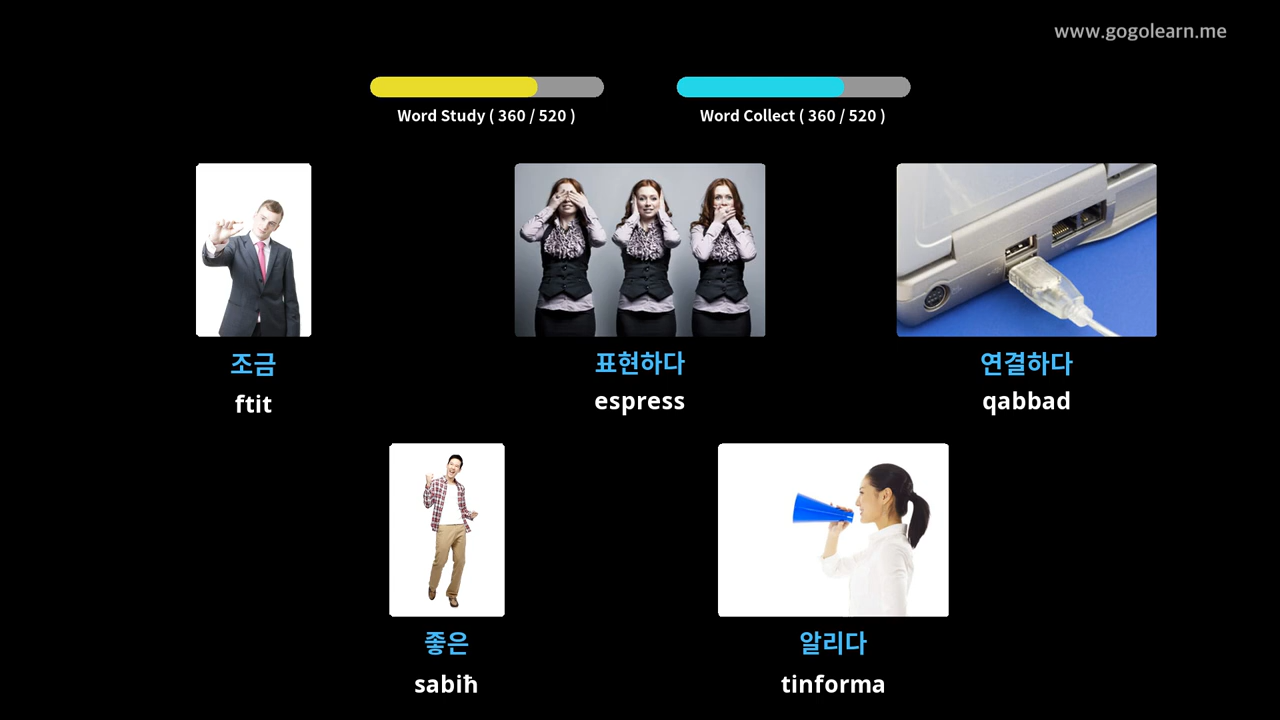 www.gogolearn.me
Word Study ( 360 / 520 )
Word Collect ( 360 / 520 )
조금
ftit
표현하다
espress
연결하다
qabbad
좋은
sabiħ
알리다
tinforma